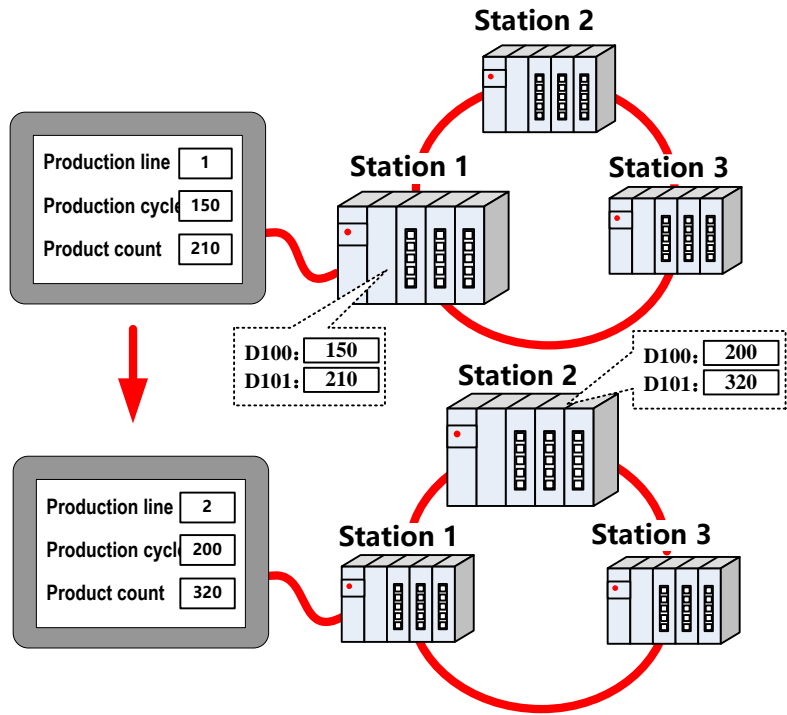 Station 2
Station 1
Station 3
Production line 1
Production cycle 150
Product count 210
D100: 150
D101: 210
D100: 200
D101: 320
Station 2
Station 1
Station 3
Production line 2
Production cycl 200
Product count 320